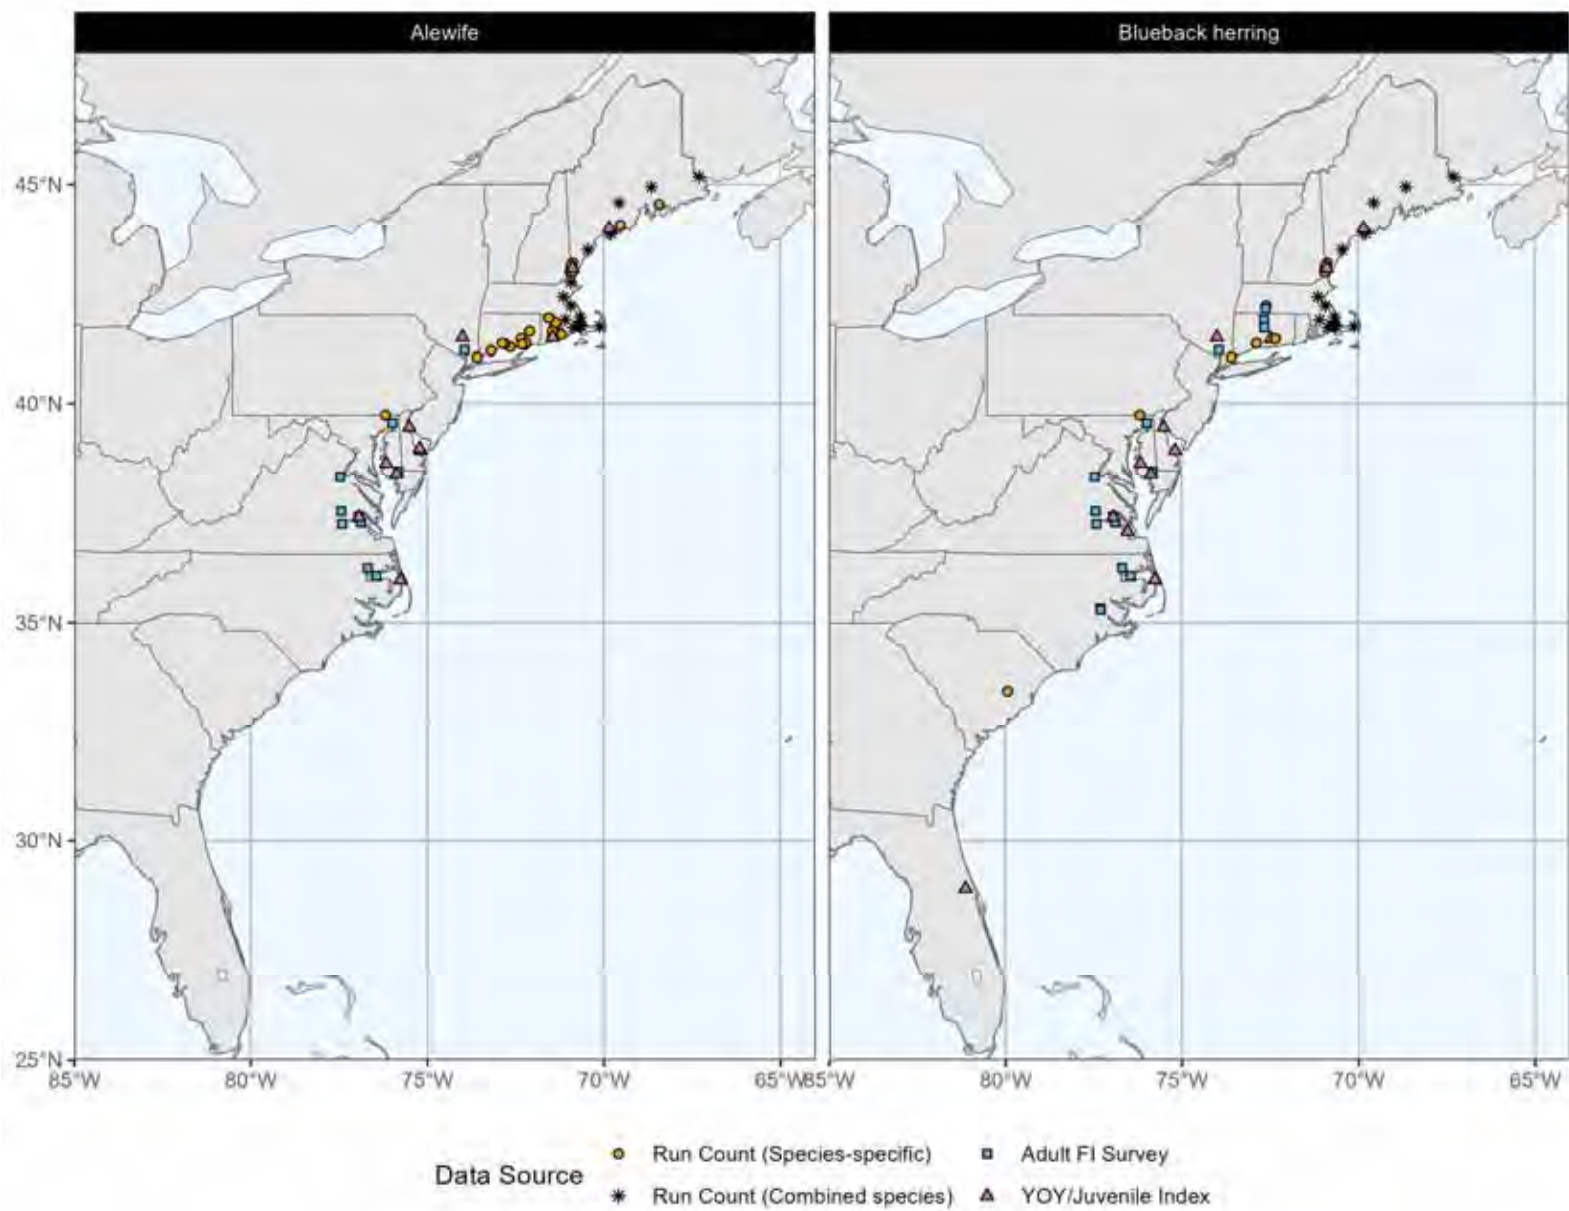 Alewife Blueback herring
45°N
40°N
35°N
30°N
25°N
85°W 80°W 75°W 70°W 65°W 85°W 80°W 75°W 70°W 65°W
Data Source
Run Count (Species-specific) Adult FI Survey
Run Count (Combined species) YOY/Juvenile Index